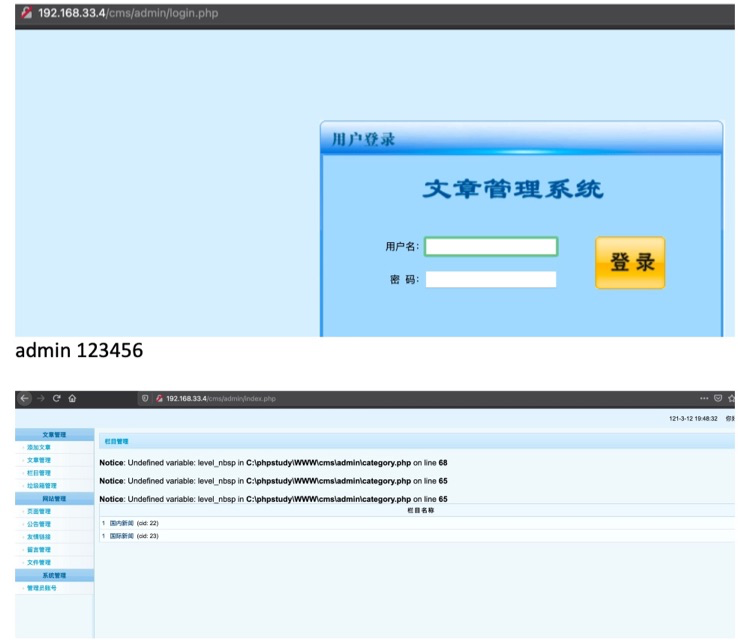 192.168.33.4/cms/admin/login.php
用户登录
文章管理系统
用户名：
登录
密 码：
admin 123456
192.168.33.4/cms/admin/index.php
121-3-12 19:48:32
文章管理
栏目管理
添加文章
文章管理
Notice: Undefined variable: level_nbsp in C:\phpstudy\WWW\cms\admin\category.php on line 68
栏目管理
垃圾箱管理
Notice: Undefined variable: level_nbsp in C:\phpstudy\WWW\cms\admin\category.php on line 65
网站管理
Notice: Undefined variable: level_nbsp in C:\phpstudy\WWW\cms\admin\category.php on line 65
页面管理
栏目名称
公告管理
1 国内新闻 (cid: 22)
友情链接
1 国际新闻 (cid: 23)
留言管理
文件管理
系统管理
管理员账号